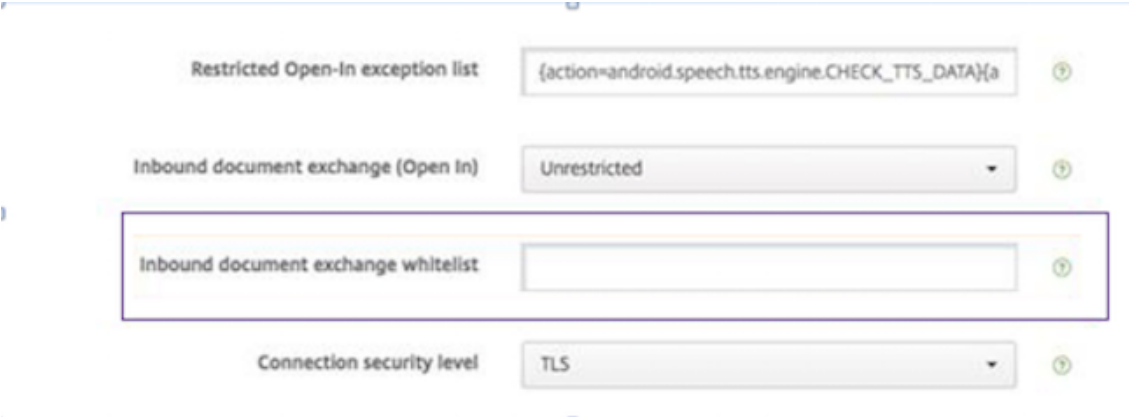 Restricted Open-In exception list
{action=android.speech.tts.engine.CHECK_TTS_DATA}{a
Inbound document exchange (Open In)
Unrestricted
Inbound document exchange whitelist
Connection security level
TLS